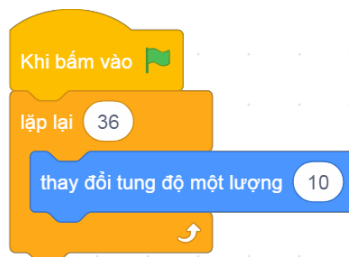 Khi bấm vào
lặp lại 36
thay đổi tung độ một lượng 10